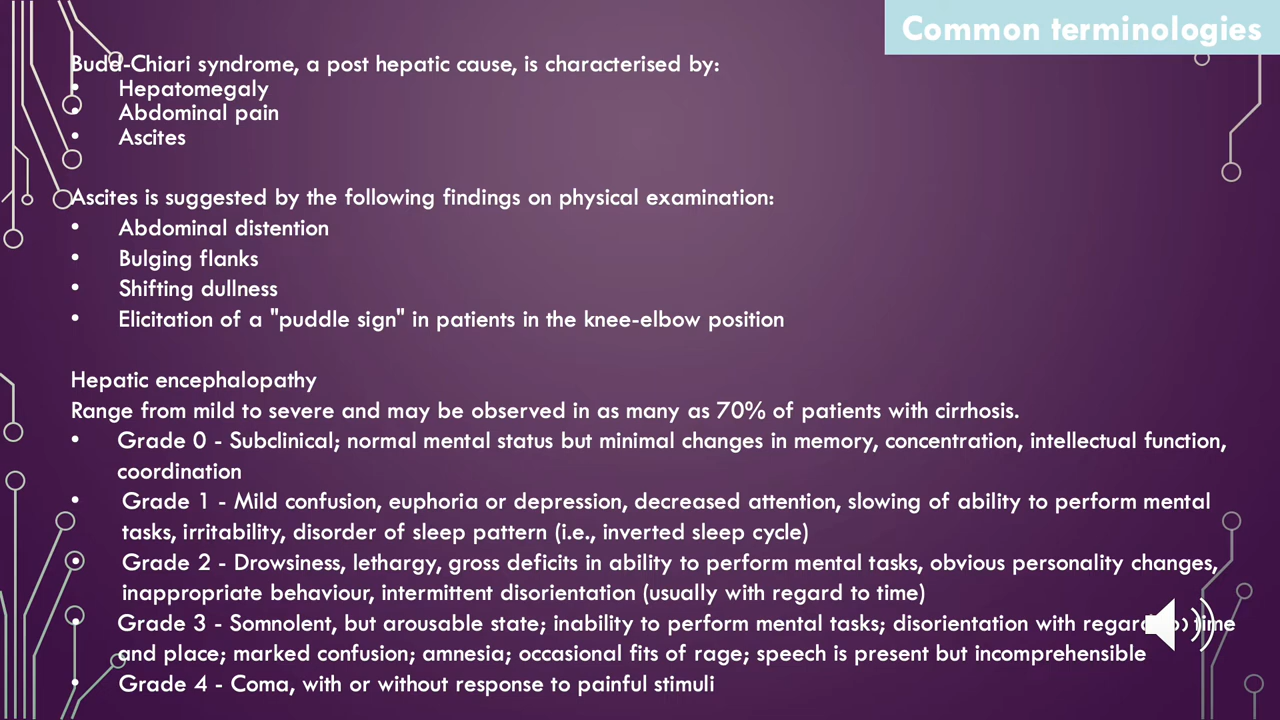 Common terminologies
Budd-Chiari syndrome, a post hepatic cause, is characterised by:
• Hepatomegaly
• Abdominal pain
• Ascites
Ascites is suggested by the following findings on physical examination:
• Abdominal distention
• Bulging flanks
• Shifting dullness
• Elicitation of a "puddle sign" in patients in the knee-elbow position
Hepatic encephalopathy
Range from mild to severe and may be observed in as many as 70% of patients with cirrhosis.
• Grade 0 - Subclinical; normal mental status but minimal changes in memory, concentration, intellectual function,
coordination
• Grade 1 - Mild confusion, euphoria or depression, decreased attention, slowing of ability to perform mental
tasks, irritability, disorder of sleep pattern (i.e., inverted sleep cycle)
• Grade 2 - Drowsiness, lethargy, gross deficits in ability to perform mental tasks, obvious personality changes,
inappropriate behaviour, intermittent disorientation (usually with regard to time)
• Grade 3 - Somnolent, but arousable state; inability to perform mental tasks; disorientation with regard to time
and place; marked confusion; amnesia; occasional fits of rage; speech is present but incomprehensible
• Grade 4 - Coma, with or without response to painful stimuli